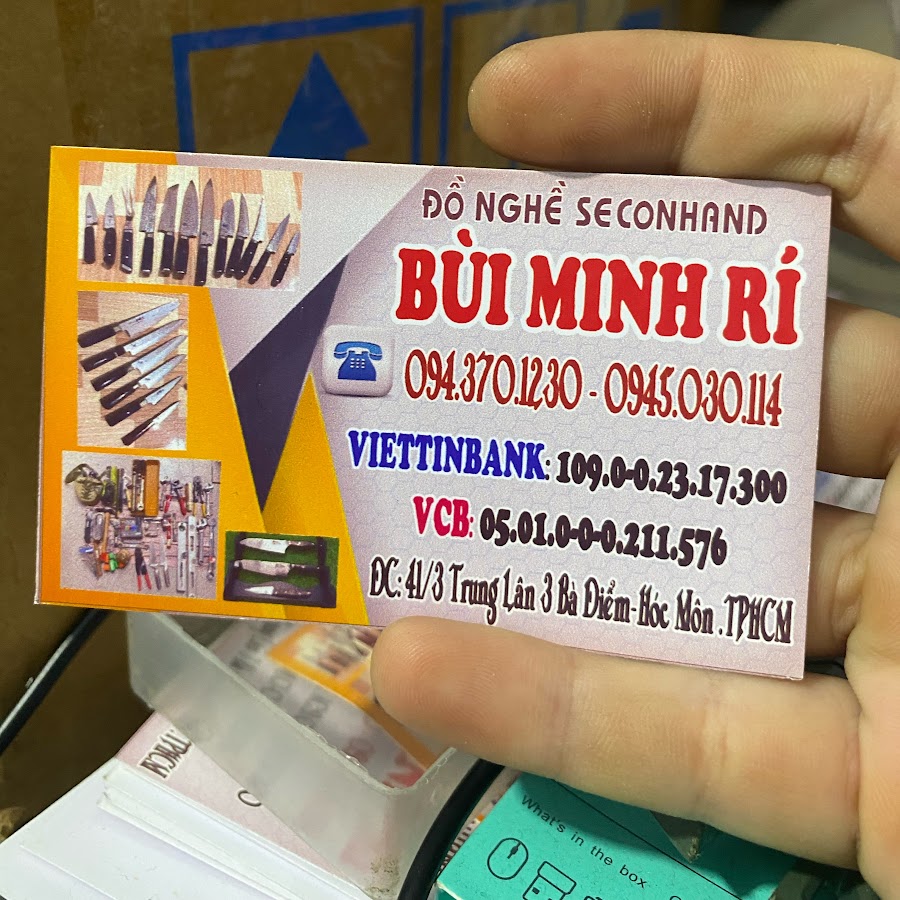 ĐỒ NGHỀ SECONHAND
BÙI MINH RÍ
094.370.1230 - 0945.030.114
VIETTINBANK: 109.0-0.23.17.300
VCB: 05.01.0-0-0.211.576
ĐC: 41/3 Trung Lân 3 Bà Điểm-Hóc Môn .TPHCM
.TPHCM
What's in the box